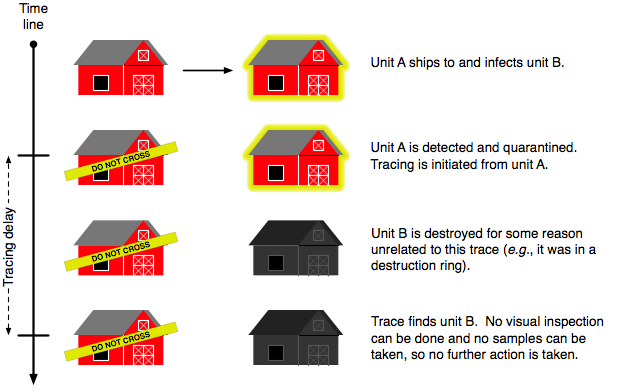 Time
line
Unit A ships to and infects unit B.
DO NOT CROSS
Unit A is detected and quarantined.
Tracing is initiated from unit A.
Tracing delay
DO NOT CROSS
Unit B is destroyed for some reason
unrelated to this trace (e.g., it was in a
destruction ring).
DO NOT CROSS
Trace finds unit B.  No visual inspection
can be done and no samples can be
taken, so no further action is taken.